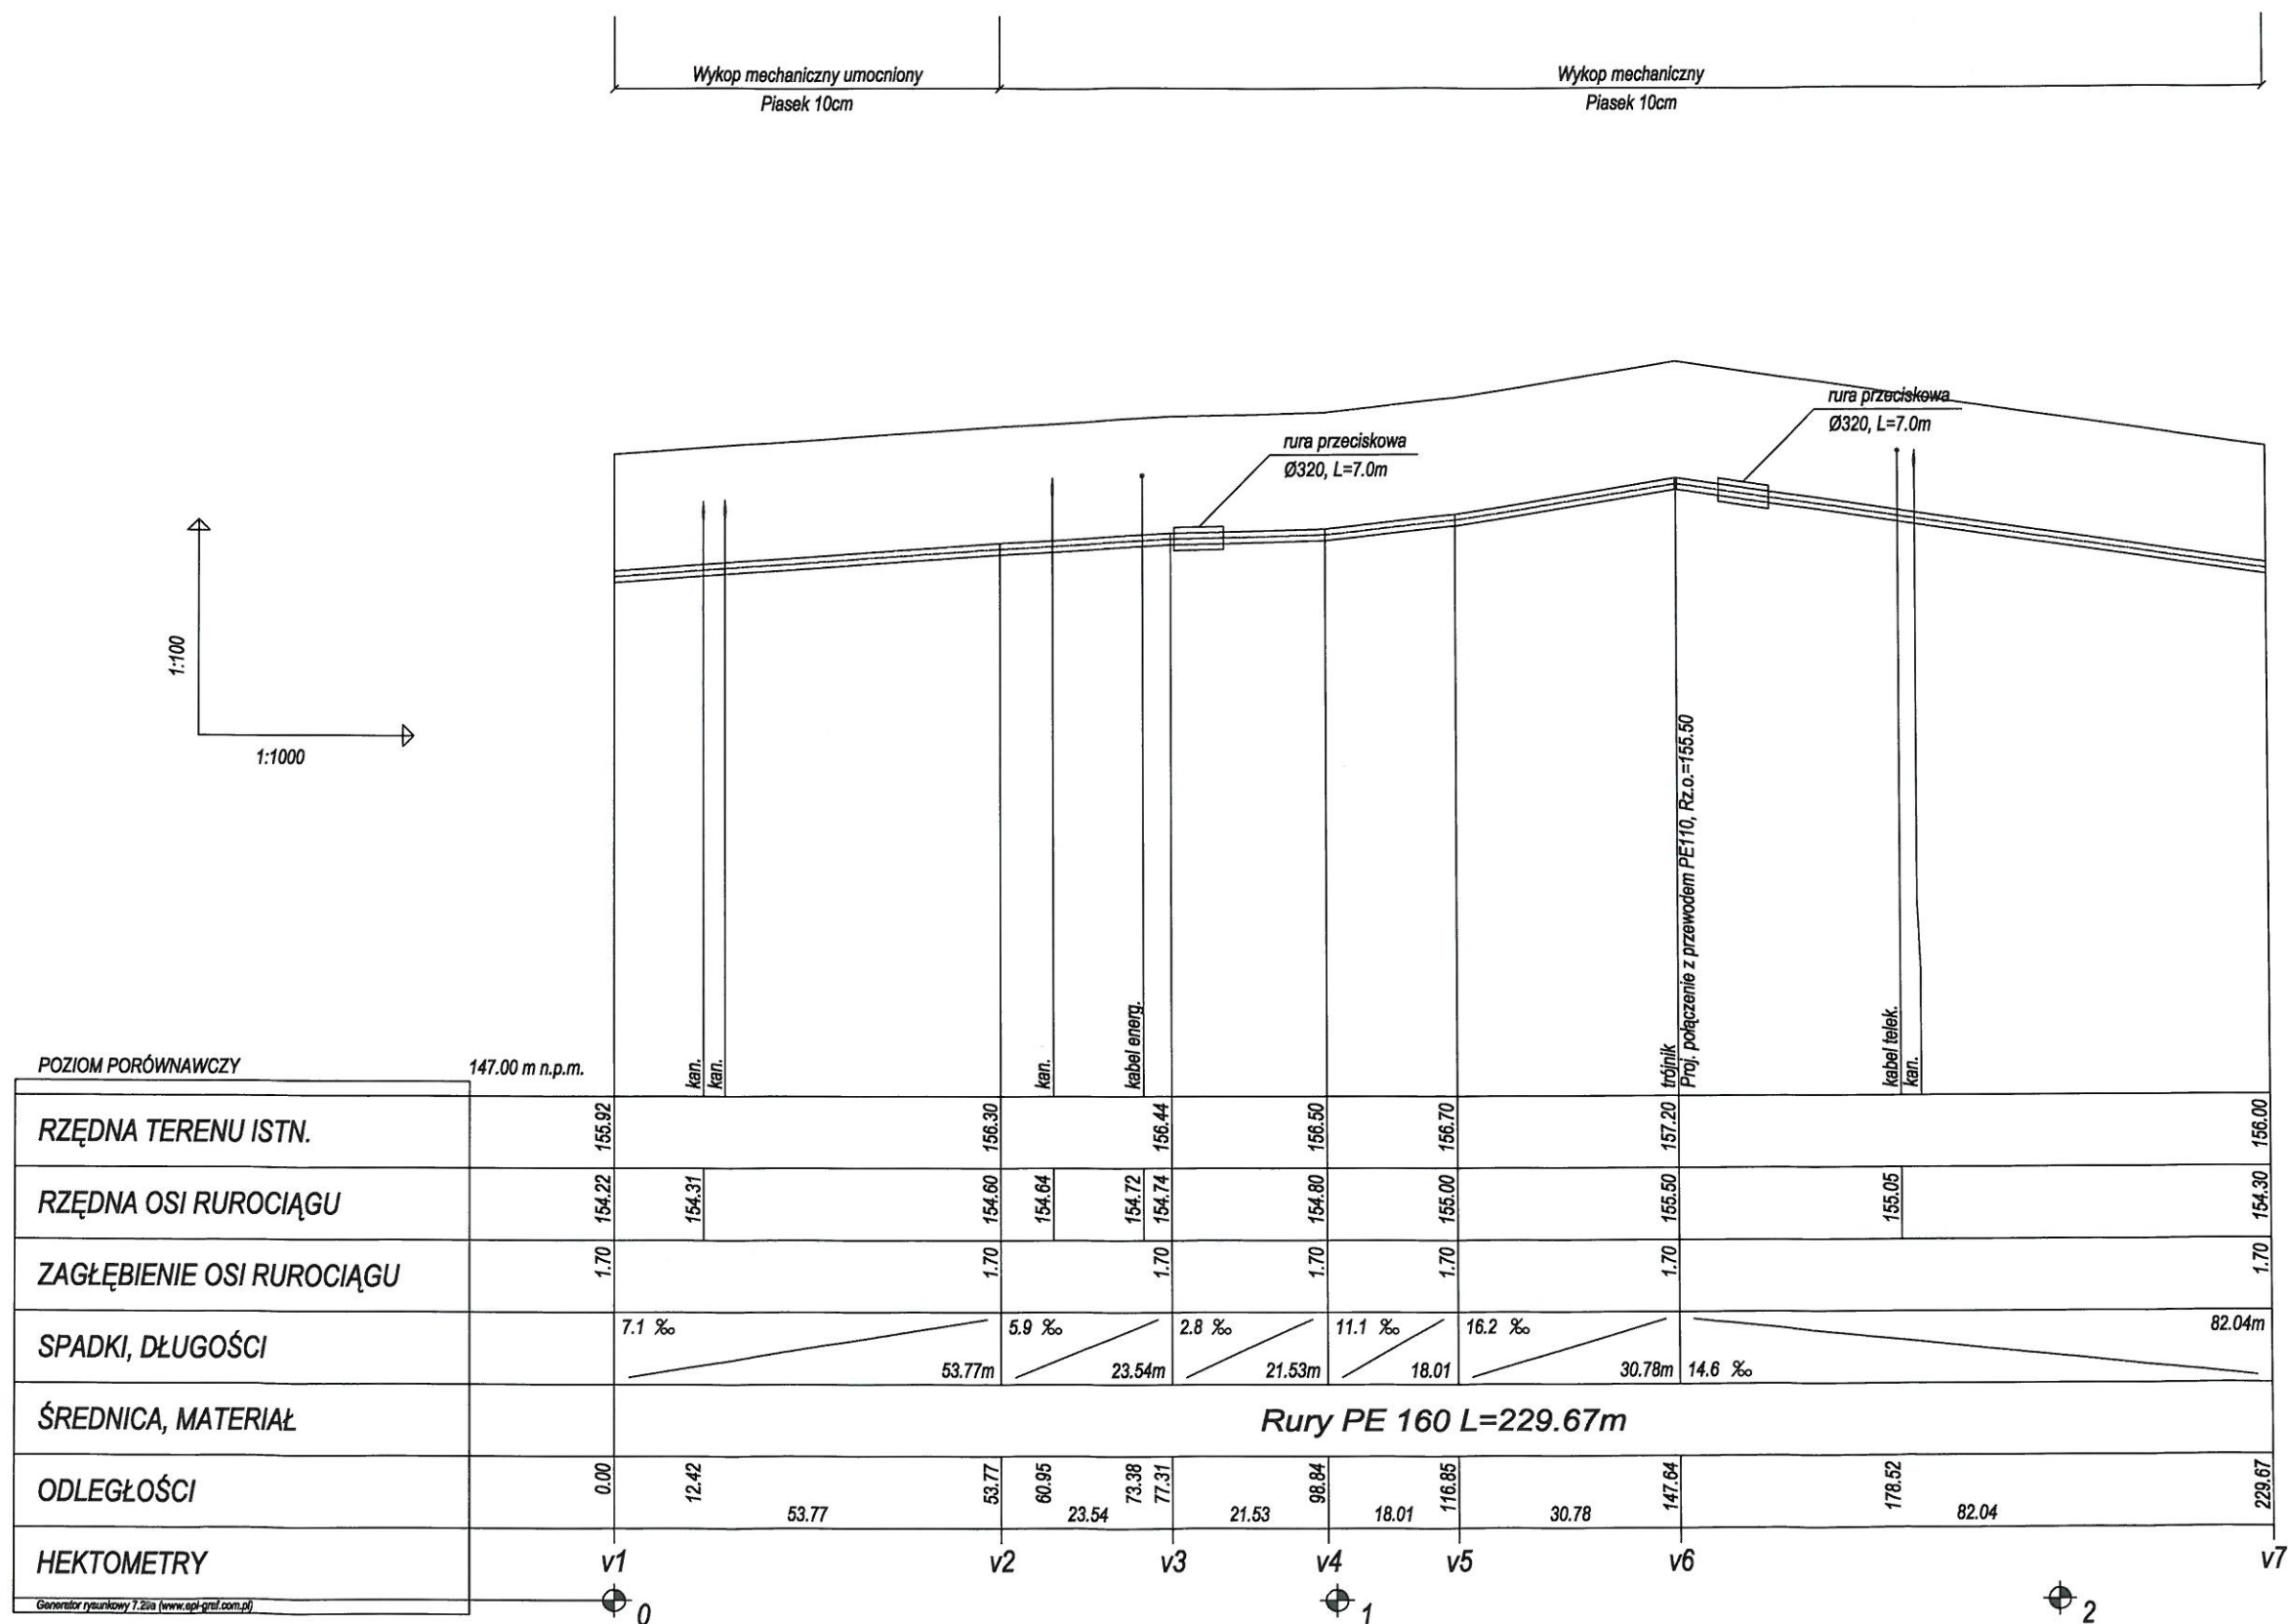 Wykop mechaniczny umocniony
Piasek 10cm
Wykop mechaniczny
Piasek 10cm
rura przeciskowa
Ø320, L=7.0m
rura przeciskowa
Ø320, L=7.0m
1:100
1:1000
kan.
kan.
kan.
kabel energ.
trójnik
Proj. połączenie z przewodem PE110, Rz.o.=155.50
kabel telek.
kan.
POZIOM PORÓWNAWCZY 147.00 m n.p.m.
RZĘDNA TERENU ISTN. 155.92 156.30 156.44 156.50 156.70 157.20 156.00
RZĘDNA OSI RUROCIĄGU 154.22 154.31 154.60 154.64 154.72 154.74 154.80 155.00 155.50 155.05 154.30
ZAGŁĘBIENIE OSI RUROCIĄGU 1.70 1.70 1.70 1.70 1.70 1.70 1.70
SPADKI, DŁUGOŚCI
7.1 ‰ 5.9 ‰ 2.8 ‰ 11.1 ‰ 16.2 ‰ 82.04m
53.77m 23.54m 21.53m 18.01 30.78m 14.6 ‰
ŚREDNICA, MATERIAŁ Rury PE 160 L=229.67m
ODLEGŁOŚCI 0.00 12.42 53.77 60.95 73.38 77.31 98.84 116.85 147.64 178.52 229.67
53.77 23.54 21.53 18.01 30.78 82.04
HEKTOMETRY v1 v2 v3 v4 v5 v6 v7
0 1 2
Generator rysunkowy (www.epl-graf.com.pl)